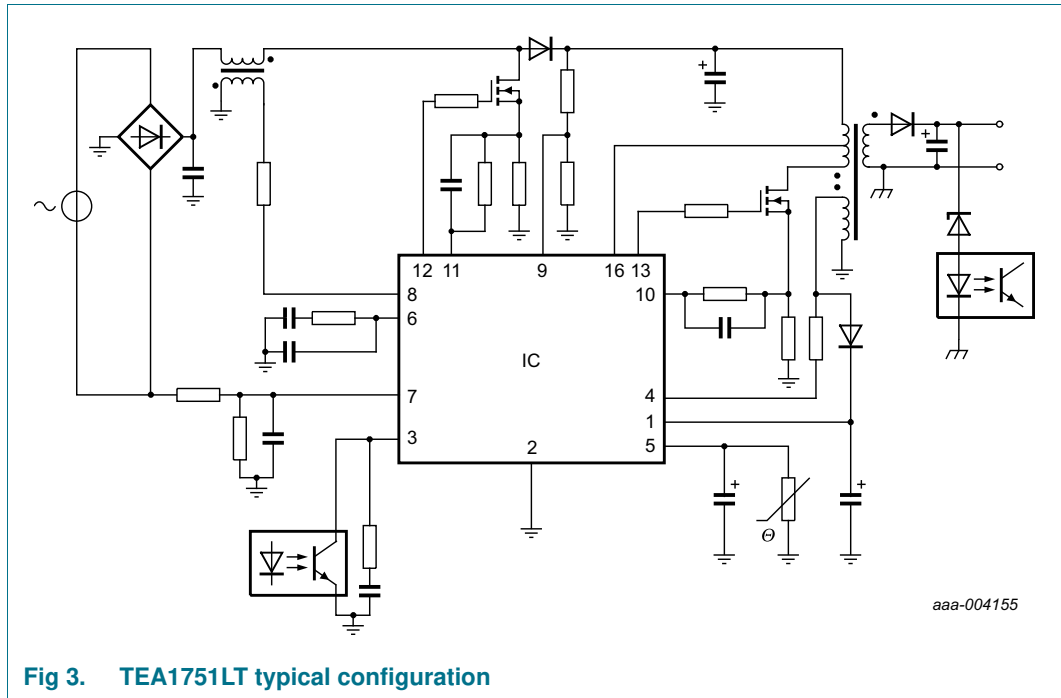 12 11 9 16 13
8
10
6
IC
7
4
1
3
2
5
+
+
+
+
Θ
aaa-004155
Fig 3. TEA1751LT typical configuration